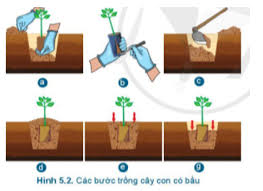 a b c
d e g
Hình 5.2. Các bước trồng cây con có bầu